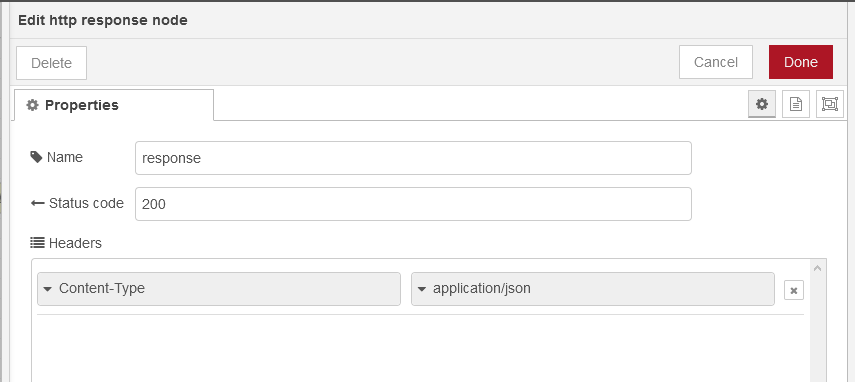 Edit http response node
Delete Cancel Done
Properties
Name response
Status code 200
Headers
Content-Type application/json